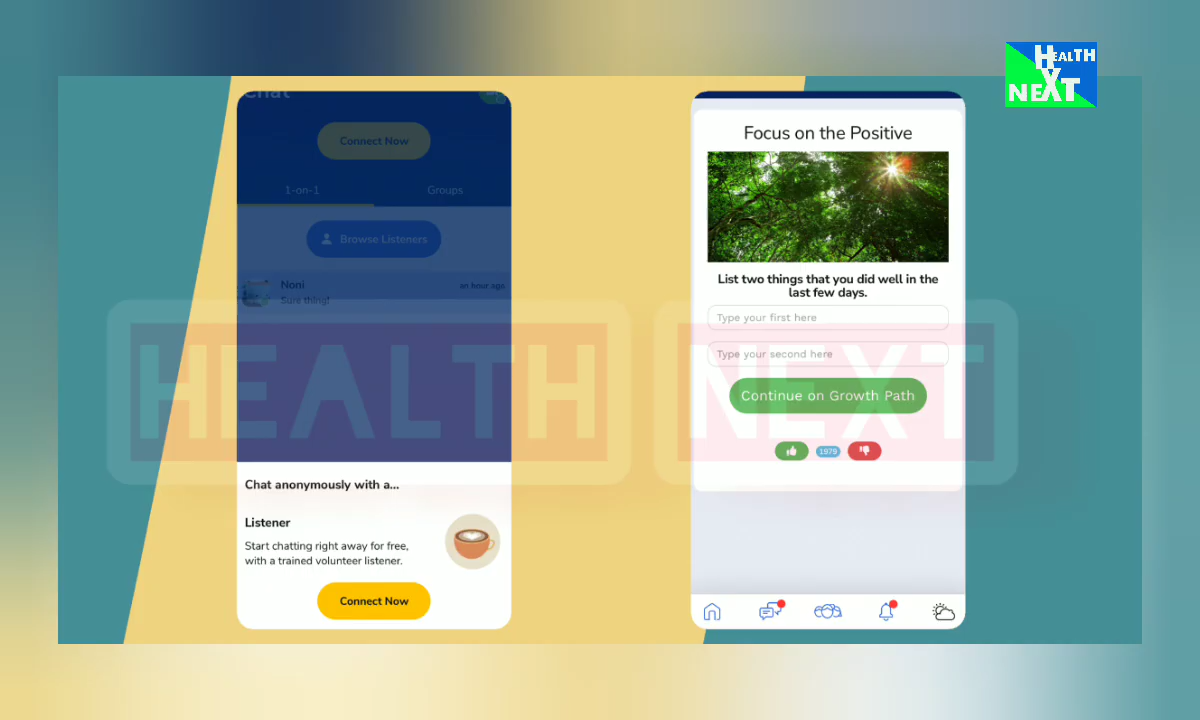 Chat
Connect Now
1-on-1
Groups
Browse Listeners
Noni
an hour ago
Sure thing!
Chat anonymously with a...
Listener
Start chatting right away for free,
with a trained volunteer listener.
Connect Now
Focus on the Positive
List two things that you did well in the
last few days.
Type your first here
Type your second here
Continue on Growth Path
1979
HEALTH NEXT
HEALTH
NEXT